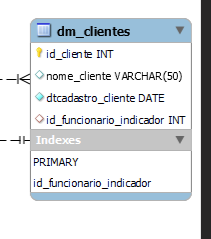 dm_clientes
id_cliente INT
nome_cliente VARCHAR(50)
dtcadastro_cliente DATE
id_funcionario_indicador INT
Indexes
PRIMARY
id_funcionario_indicador